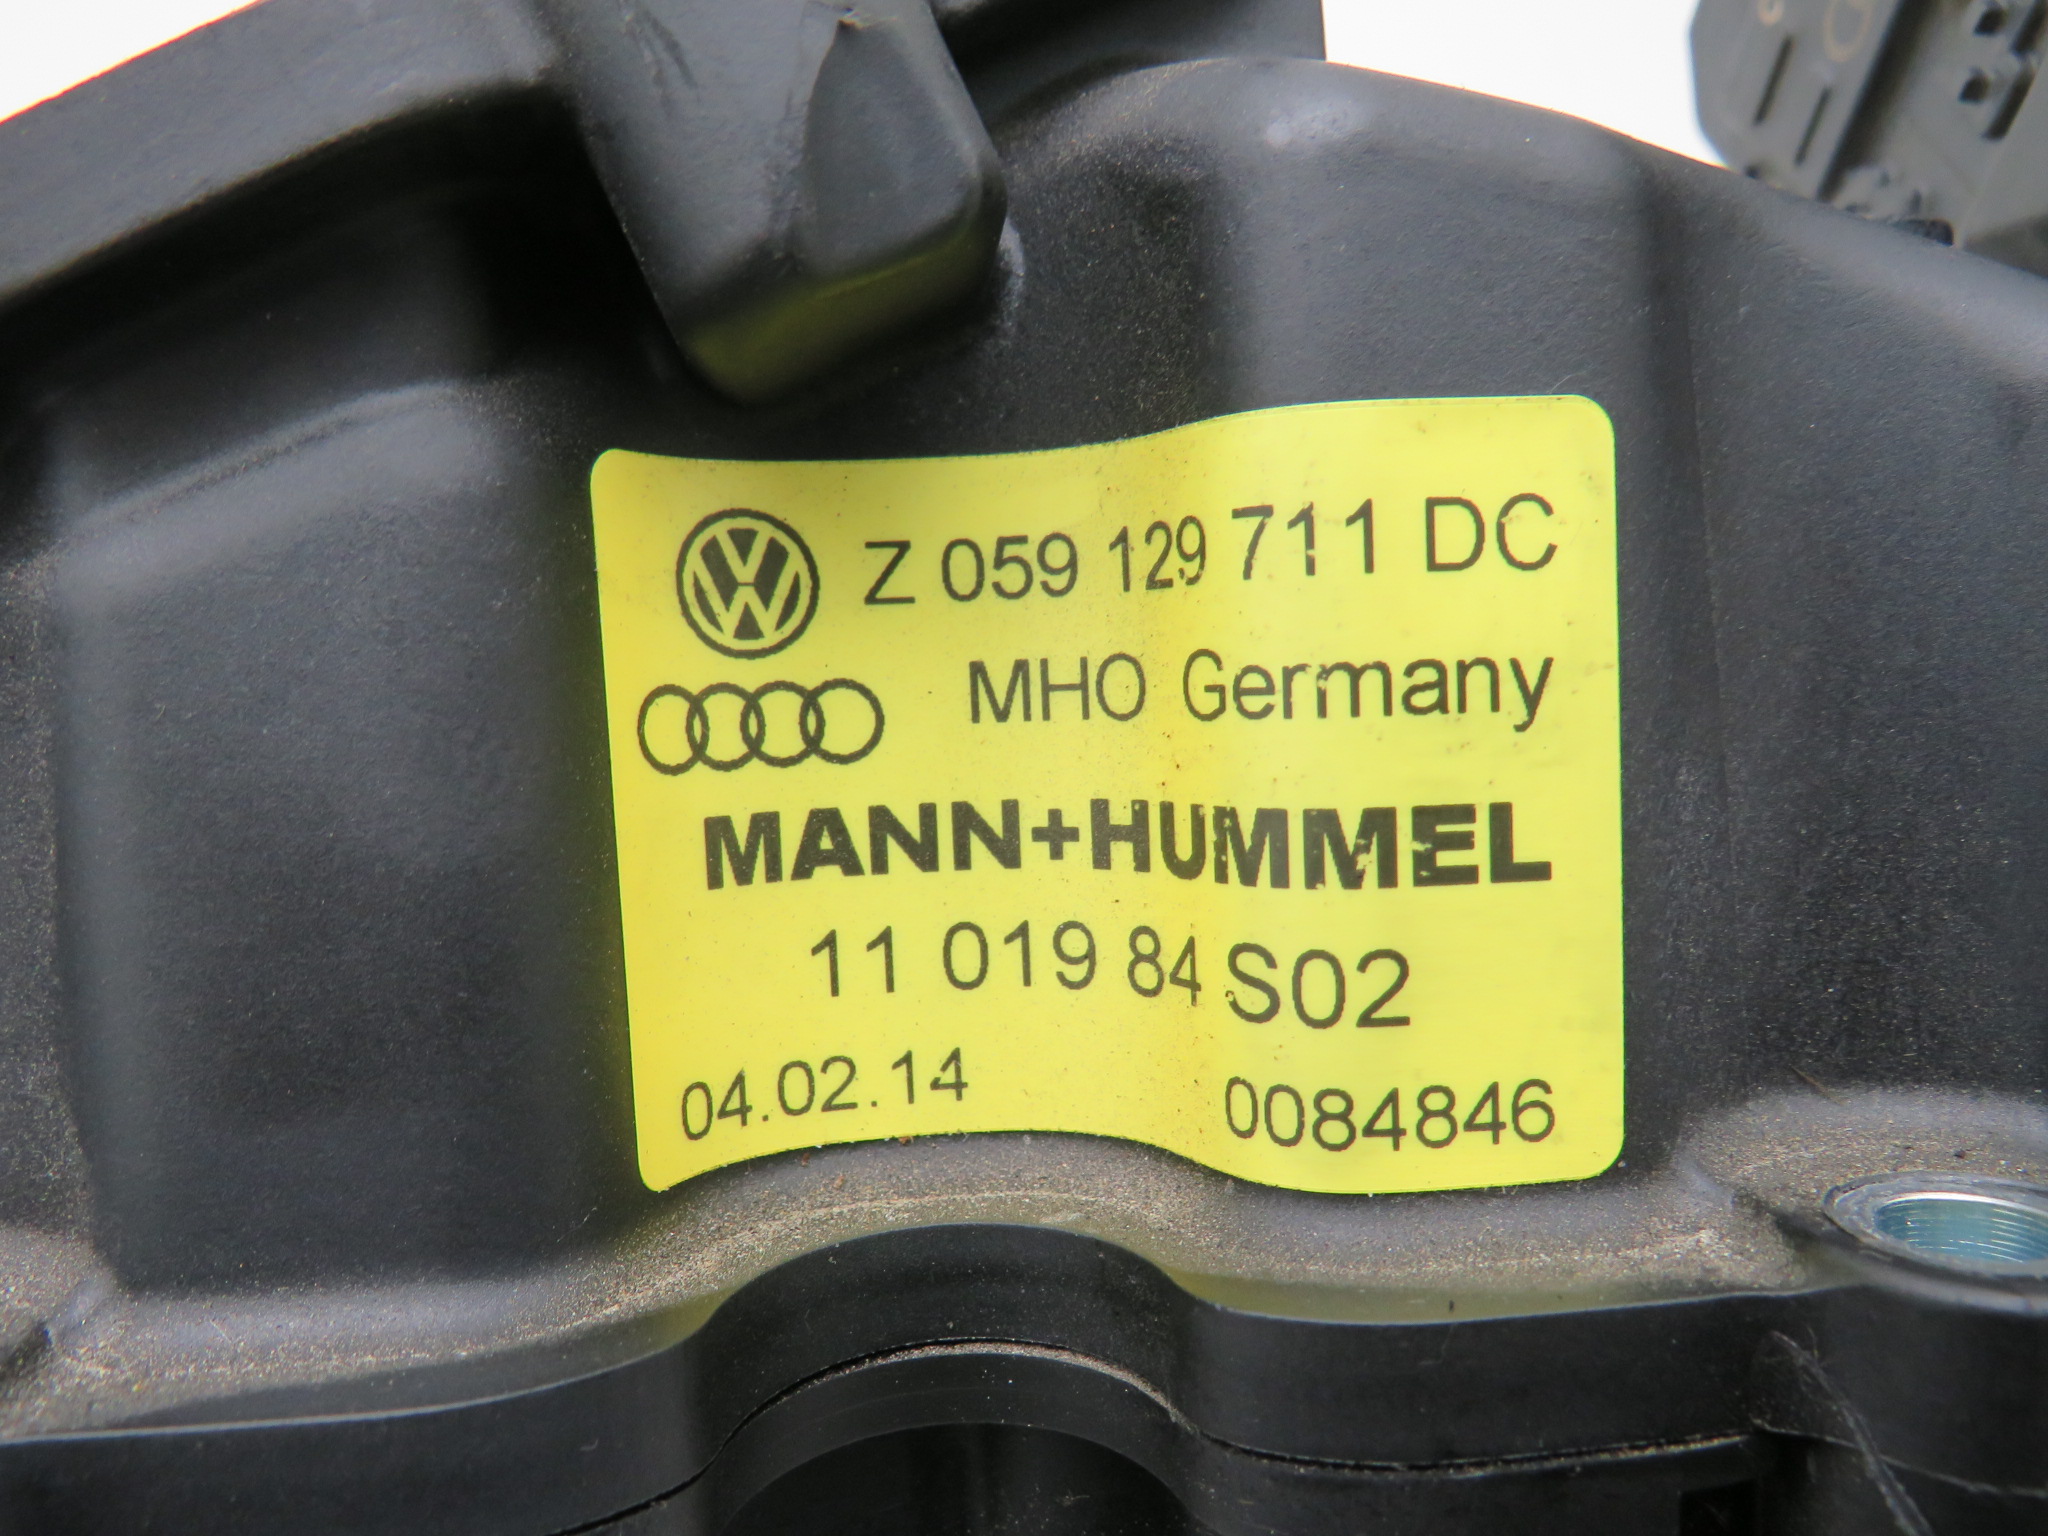 Z 059 129 711 DC
MHO Germany
MANN+HUMMEL
11 019 84 S02
04.02.14 0084846